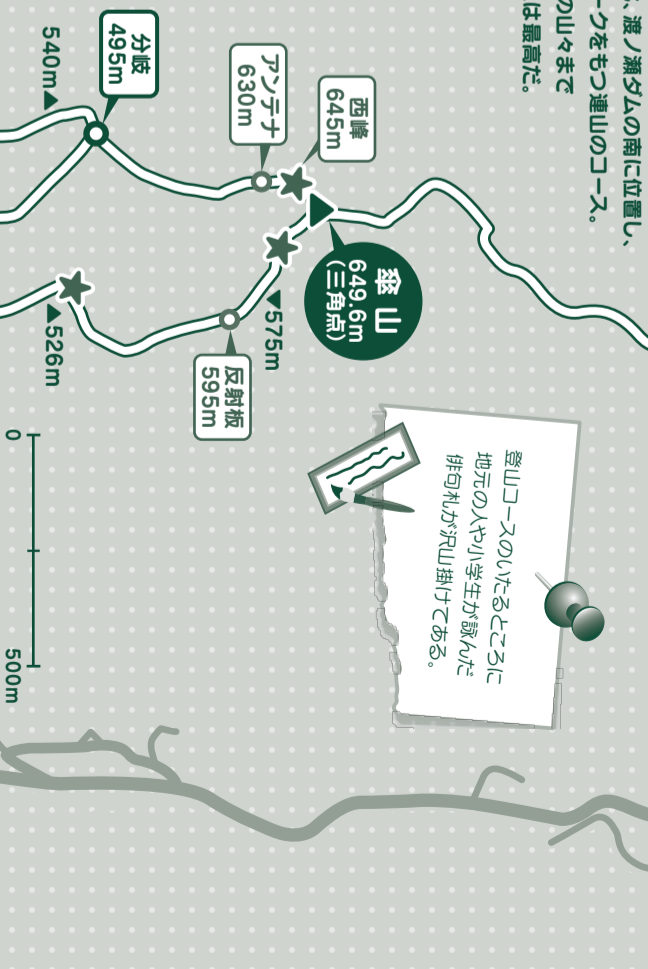 、渡ノ瀬ダムの南に位置し、
ークをもつ連山のコース。
の山々まで
は最高だ。
西峰
645m
アンテナ
630m
分岐
495m
540m
傘山
649.6m
(三角点)
575m
反射板
595m
526m
登山コースのいたるところに
地元の人や小学生が詠んだ
俳句札が沢山掛けてある。
0
500m